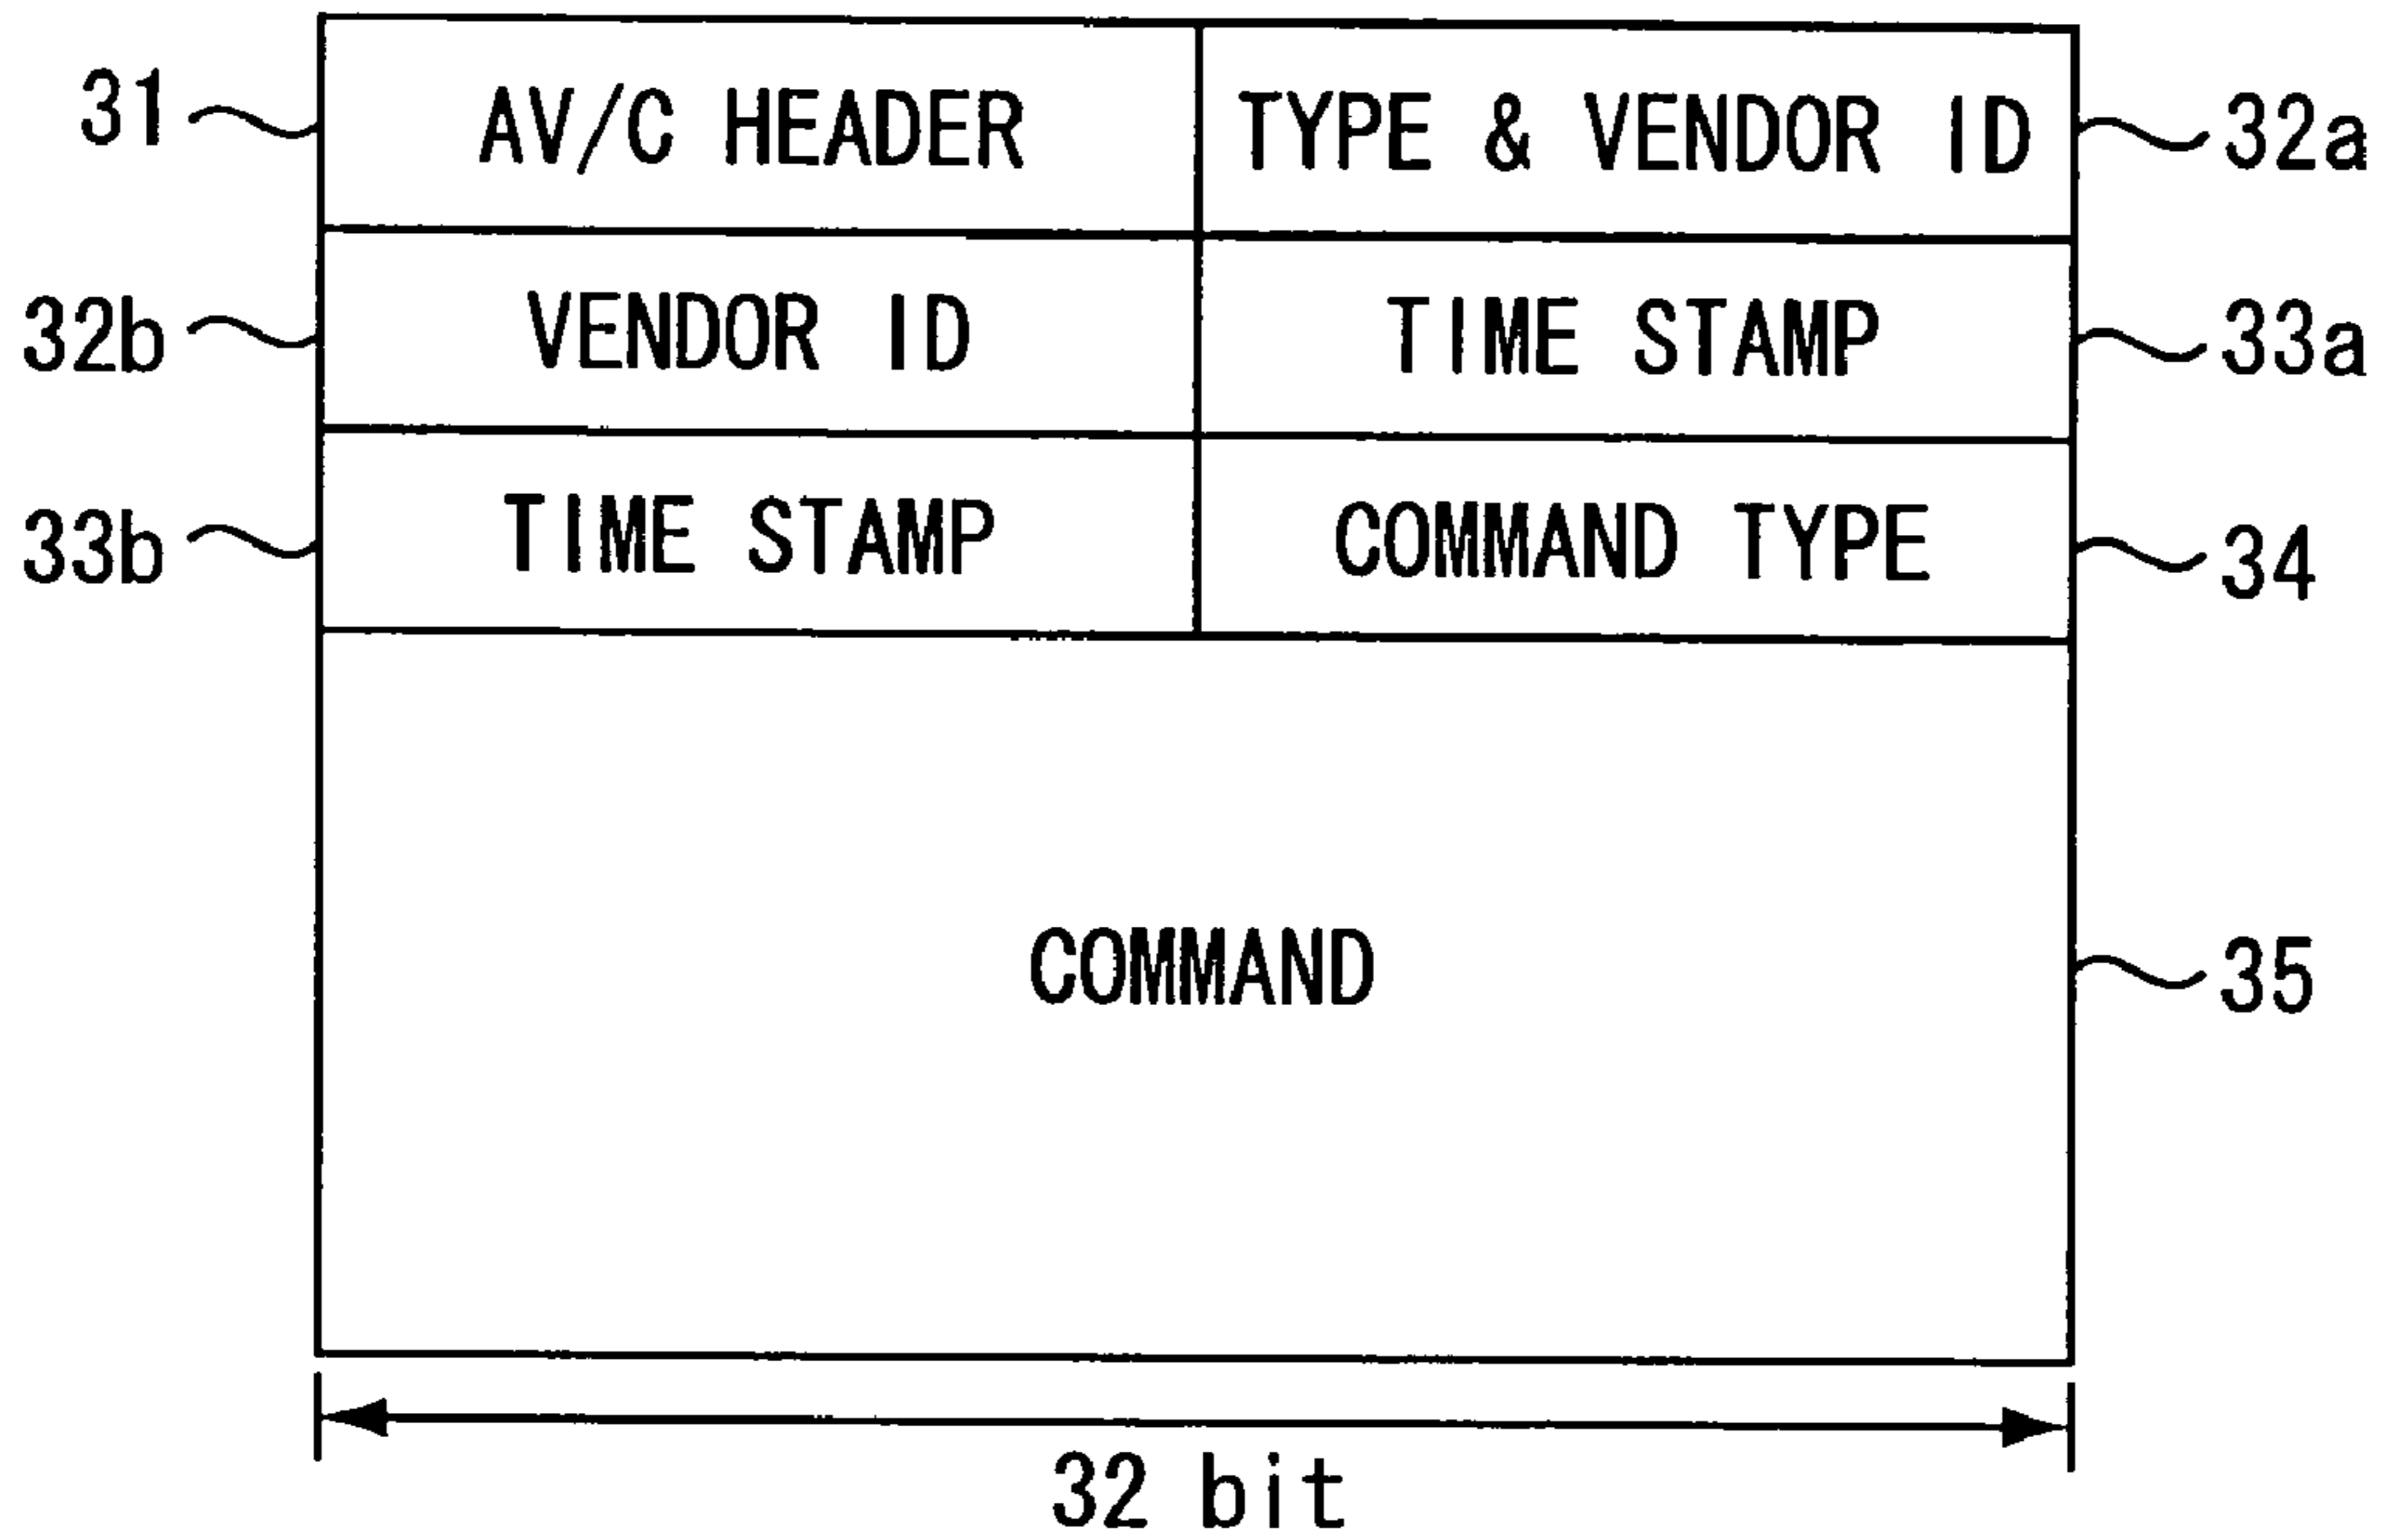 31 AV/C HEADER TYPE & VENDOR ID 32a
32b VENDOR ID TIME STAMP 33a
33b TIME STAMP COMMAND TYPE 34
COMMAND 35
32 bit